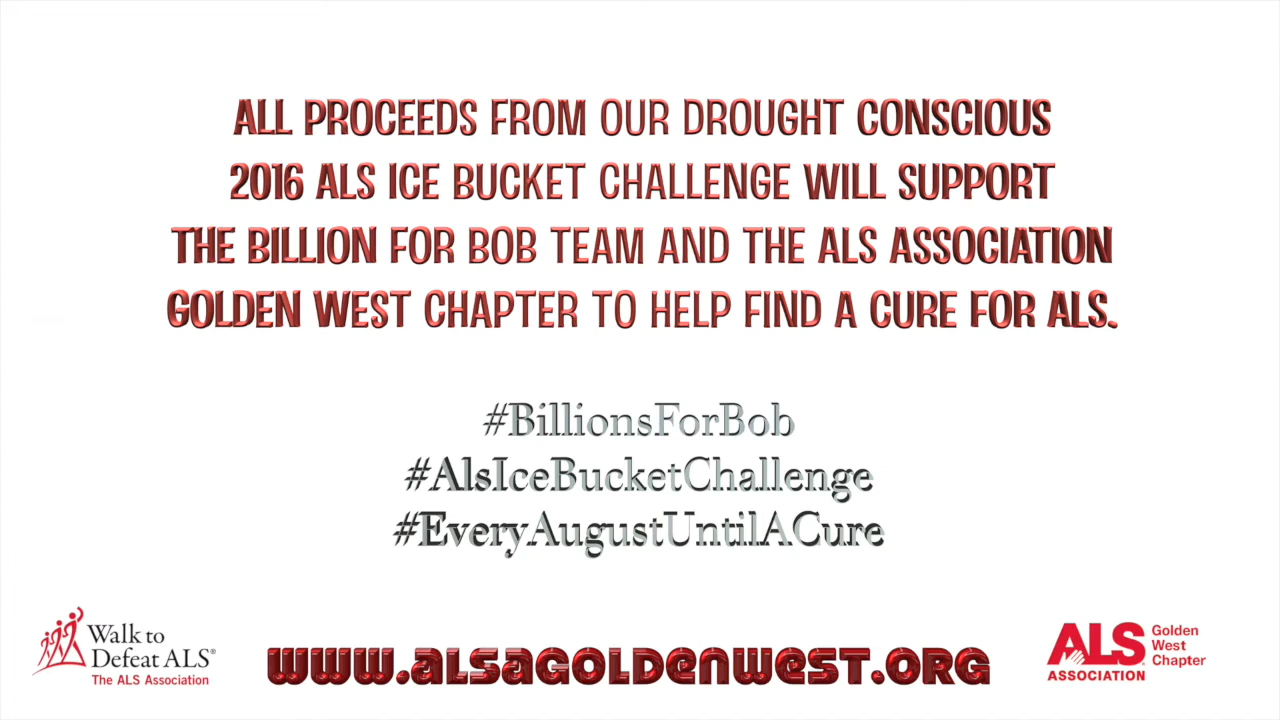 ALL PROCEEDS FROM OUR DROUGHT CONSCIOUS
2016 ALS ICE BUCKET CHALLENGE WILL SUPPORT
THE BILLION FOR BOB TEAM AND THE ALS ASSOCIATION
GOLDEN WEST CHAPTER TO HELP FIND A CURE FOR ALS.
#BillionsForBob
#AlsIceBucketChallenge
#EveryAugustUntilACure
Walk to
Defeat ALS®
The ALS Association
www.alsagoldenwest.org
ALS
ASSOCIATION
Golden
West
Chapter